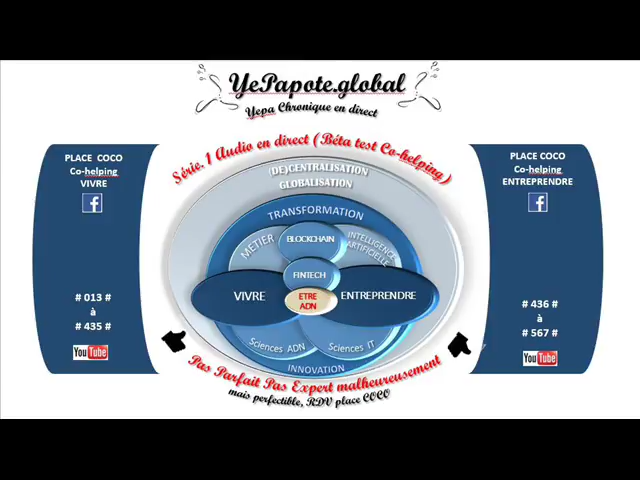 YePapote.global
Yepa Chronique en direct
Série. 1 Audio en direct ( Béta test Co-helping)
PLACE COCO
Co-helping
VIVRE
# 013 #
à
# 435 #
YouTube
(DE)CENTRALISATION
GLOBALISATION
TRANSFORMATION
METIER
BLOCKCHAIN
INTELLIGENCE
ARTIFICIELLE
FINTECH
VIVRE
ETRE
ADN
ENTREPRENDRE
Sciences ADN
Sciences IT
INNOVATION
Pas Parfait Pas Expert malheureusement
mais perfectible, RDV place COCO
PLACE COCO
Co-helping
ENTREPRENDRE
# 436 #
à
# 567 #
YouTube